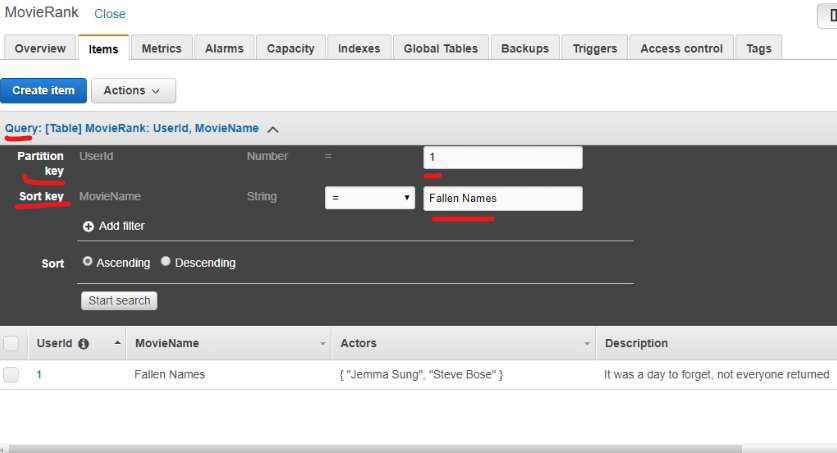 MovieRank Close
Overview Items Metrics Alarms Capacity Indexes Global Tables Backups Triggers Access control Tags
Create item Actions
Query: [Table] MovieRank: UserId, MovieName
Partition key UserId Number = 1
Sort key MovieName String = Fallen Names
Add filter
Sort Ascending Descending
Start search
UserId MovieName Actors Description
1 Fallen Names { "Jemma Sung", "Steve Bose" } It was a day to forget, not everyone returned